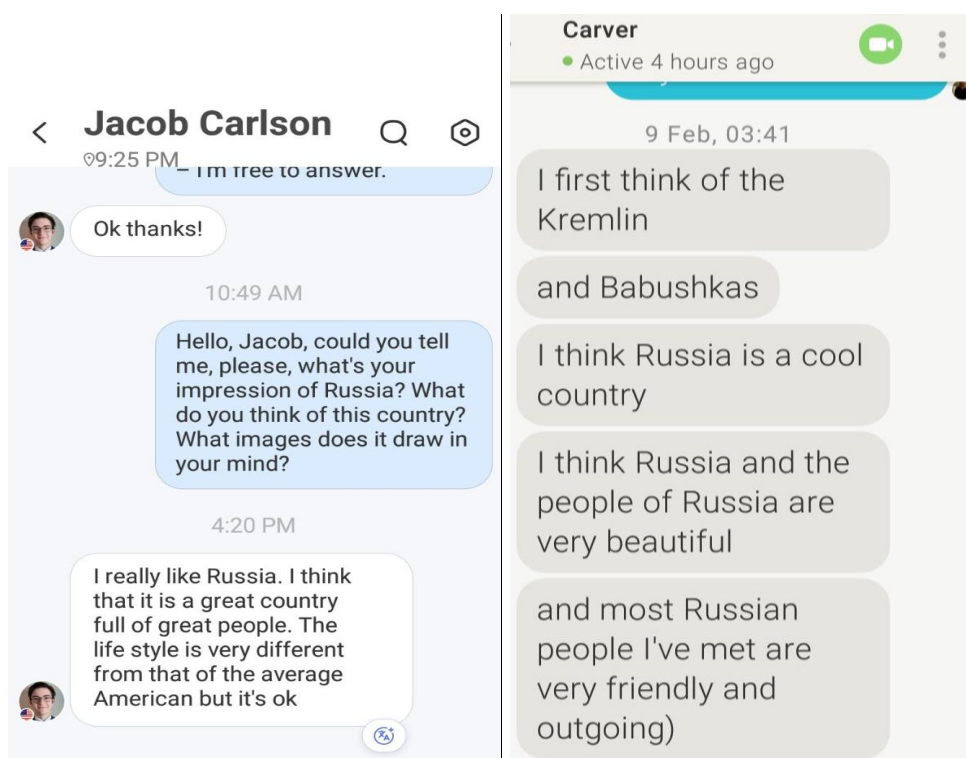 Jacob Carlson
9:25 PM
– I'm free to answer.
Ok thanks!
10:49 AM
Hello, Jacob, could you tell
me, please, what's your
impression of Russia? What
do you think of this country?
What images does it draw in
your mind?
4:20 PM
I really like Russia. I think
that it is a great country
full of great people. The
life style is very different
from that of the average
American but it's ok
Carver
Active 4 hours ago
9 Feb, 03:41
I first think of the
Kremlin
and Babushkas
I think Russia is a cool
country
I think Russia and the
people of Russia are
very beautiful
and most Russian
people I've met are
very friendly and
outgoing)